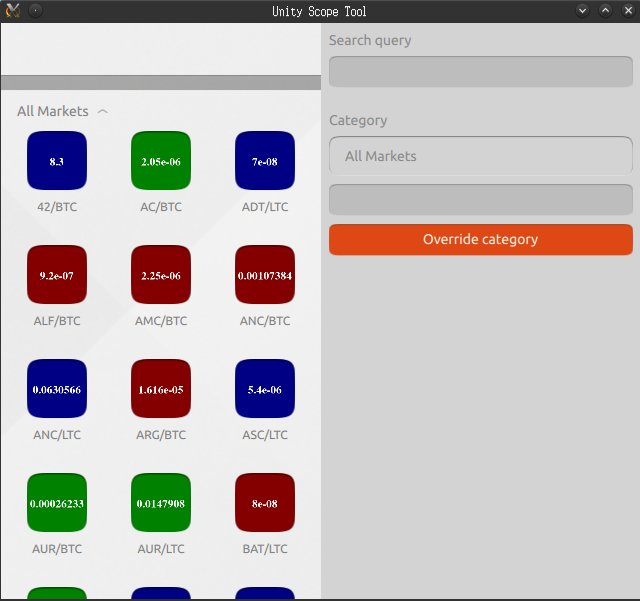 Unity Scope Tool
All Markets
8.3
2.05e-06
7e-08
42/BTC
AC/BTC
ADT/LTC
9.2e-07
2.25e-06
0.00107384
ALF/BTC
AMC/BTC
ANC/BTC
0.0630566
1.616e-05
5.4e-06
ANC/LTC
ARG/BTC
ASC/LTC
0.00026233
0.0147908
8e-08
AUR/BTC
AUR/LTC
BAT/LTC
Search query
Category
All Markets
Override category